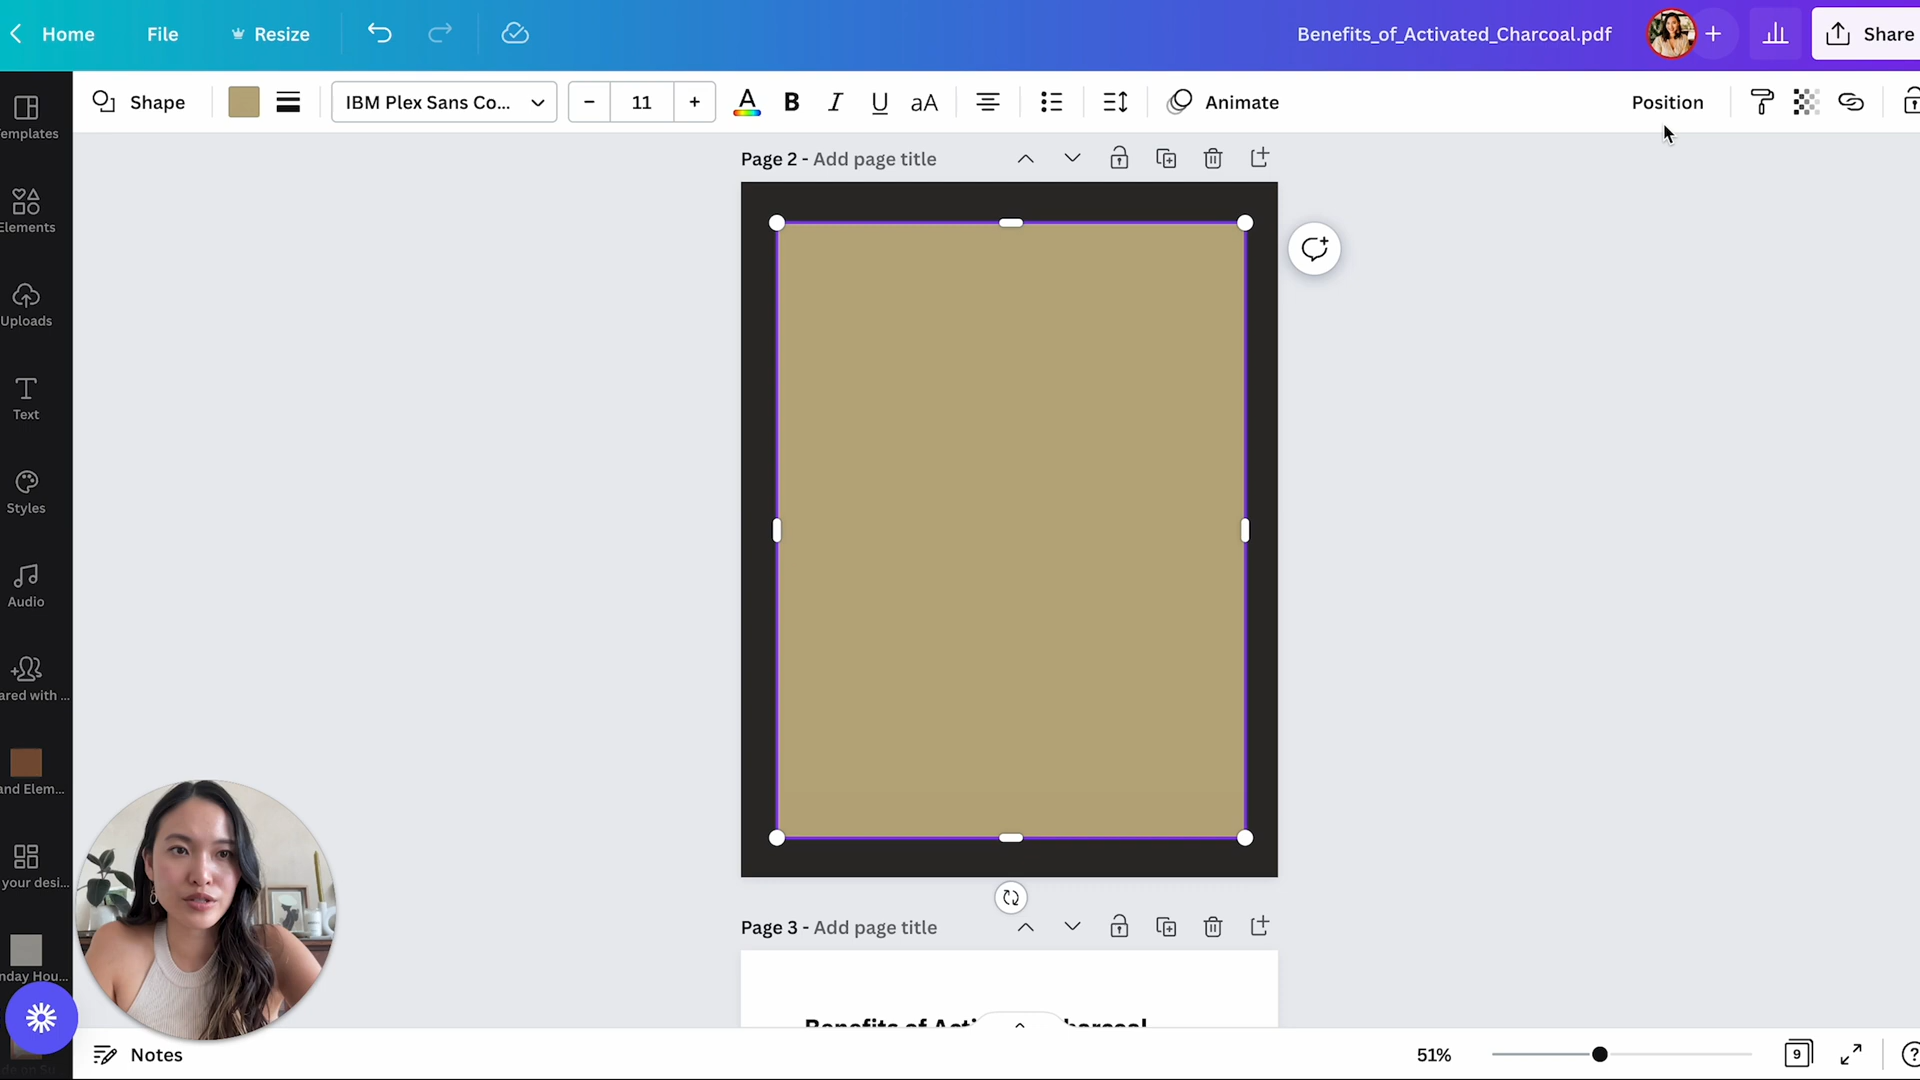 Home
File
Resize
Benefits_of_Activated_Charcoal.pdf
Share
Shape
IBM Plex Sans Co...
11
A
B
I
U
aA
Animate
Position
emplates
Elements
Uploads
Text
Styles
Audio
ared with ...
and Elem...
your desi...
nday Hou...
Page 2 - Add page title
Page 3 - Add page title
Notes
51%
9